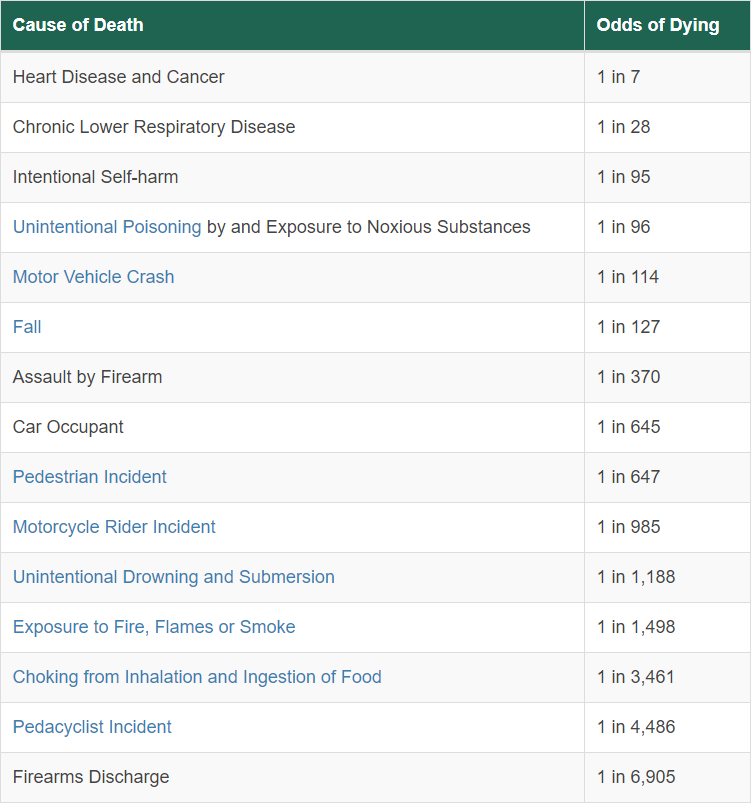 Cause of Death Odds of Dying
Heart Disease and Cancer 1 in 7
Chronic Lower Respiratory Disease 1 in 28
Intentional Self-harm 1 in 95
Unintentional Poisoning by and Exposure to Noxious Substances 1 in 96
Motor Vehicle Crash 1 in 114
Fall 1 in 127
Assault by Firearm 1 in 370
Car Occupant 1 in 645
Pedestrian Incident 1 in 647
Motorcycle Rider Incident 1 in 985
Unintentional Drowning and Submersion 1 in 1,188
Exposure to Fire, Flames or Smoke 1 in 1,498
Choking from Inhalation and Ingestion of Food 1 in 3,461
Pedacyclist Incident 1 in 4,486
Firearms Discharge 1 in 6,905